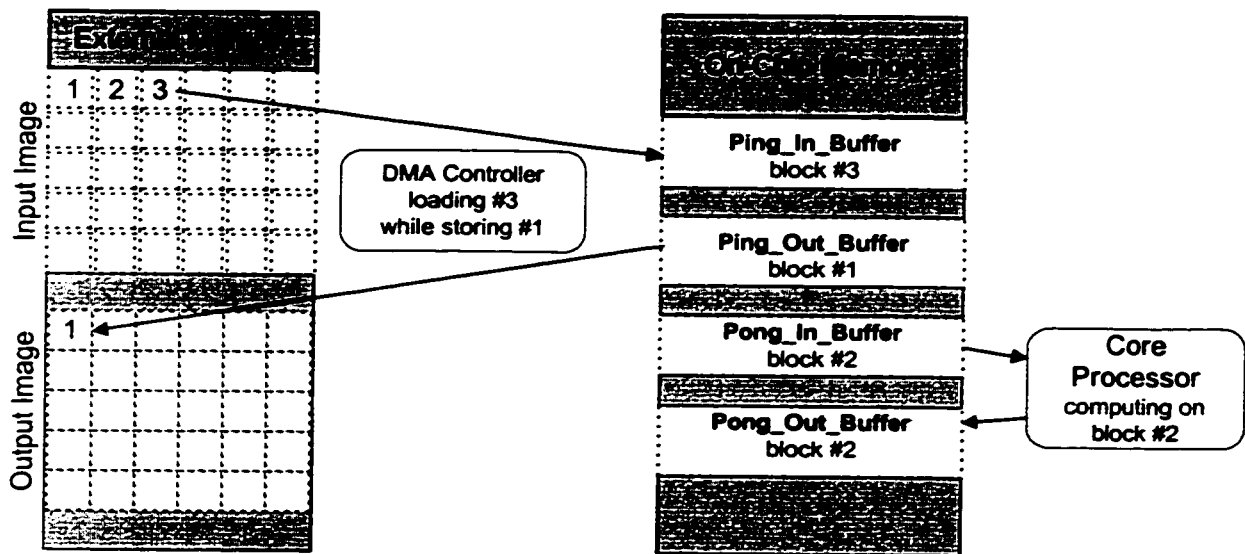 1 2 3
Input Image
DMA Controller
loading #3
while storing #1
1
Output Image
Ping_In_Buffer
block #3
Ping_Out_Buffer
block #1
Pong_In_Buffer
block #2
Pong_Out_Buffer
block #2
Core
Processor
computing on
block #2